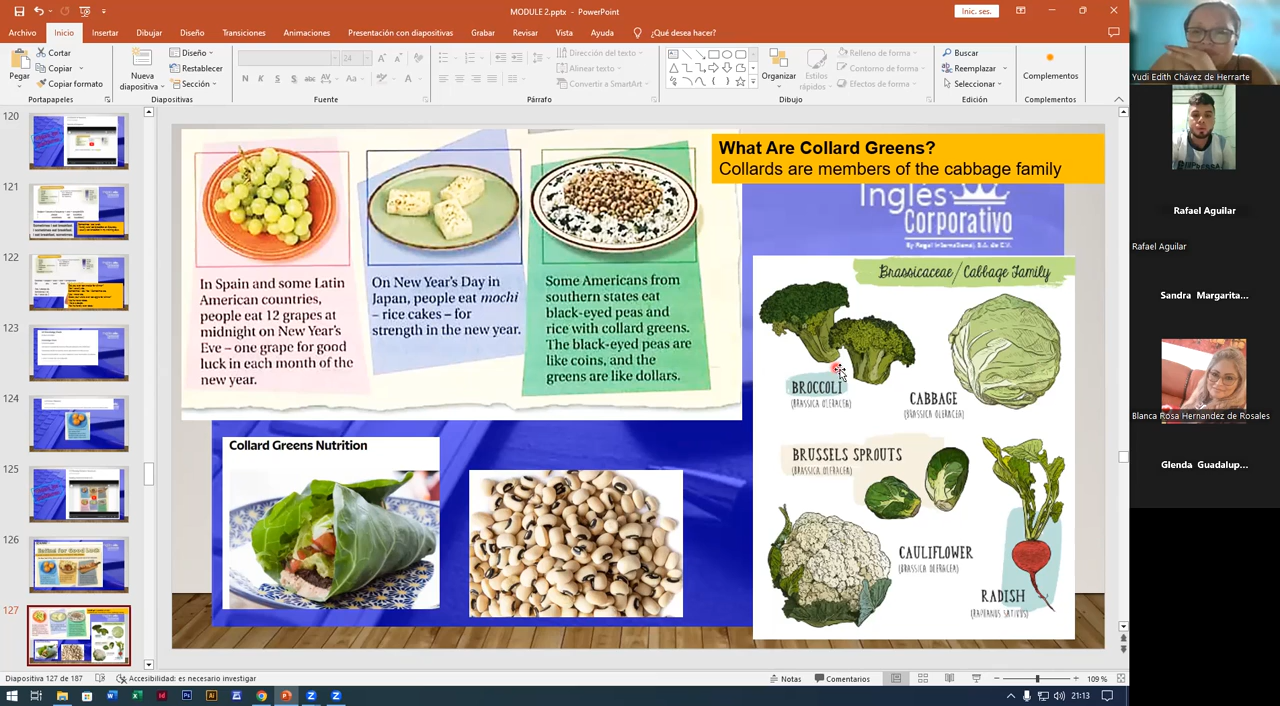 MODULE 2.pptx - PowerPoint
Inic. ses.
Archivo Inicio Insertar Dibujar Diseño Transiciones Animaciones Presentación con diapositivas Grabar Revisar Vista Ayuda ¿Qué desea hacer?
Pegar
Cortar
Copiar
Copiar formato
Portapapeles
Nueva
diapositiva
Diseño
Restablecer
Sección
Diapositivas
N K S
Aa
Fuente
Dirección del texto
Alinear texto
Convertir a SmartArt
Párrafo
Organizar
Estilos
rápidos
Relleno de forma
Contorno de forma
Efectos de forma
Dibujo
Buscar
Reemplazar
Seleccionar
Edición
Complementos
Complementos
120
121
122
123
124
125
126
127
In Spain and some Latin
American countries,
people eat 12 grapes at
midnight on New Year's
Eve – one grape for good
luck in each month of the
new year.
On New Year's Day in
Japan, people eat mochi
– rice cakes – for
strength in the new year.
Some Americans from
southern states eat
black-eyed peas and
rice with collard greens.
The black-eyed peas are
like coins, and the
greens are like dollars.
What Are Collard Greens?
Collards are members of the cabbage family
Inglés
Corporativo
Brassicaceae / Cabbage Family
BROCCOLI
(BRASSICA OLERACEA)
CABBAGE
(BRASSICA OLERACEA)
BRUSSELS SPROUTS
(BRASSICA OLERACEA)
CAULIFLOWER
(BRASSICA OLERACEA)
RADISH
(RAPHANUS SATIVUS)
Collard Greens Nutrition
Yudi Edith Chávez de Herrarte
Rafael Aguilar
Rafael Aguilar
Sandra Margarita...
Blanca Rosa Hernandez de Rosales
Glenda Guadalup...
Diapositiva 127 de 187
Accesibilidad: es necesario investigar
Notas
Comentarios
109 %
21:13